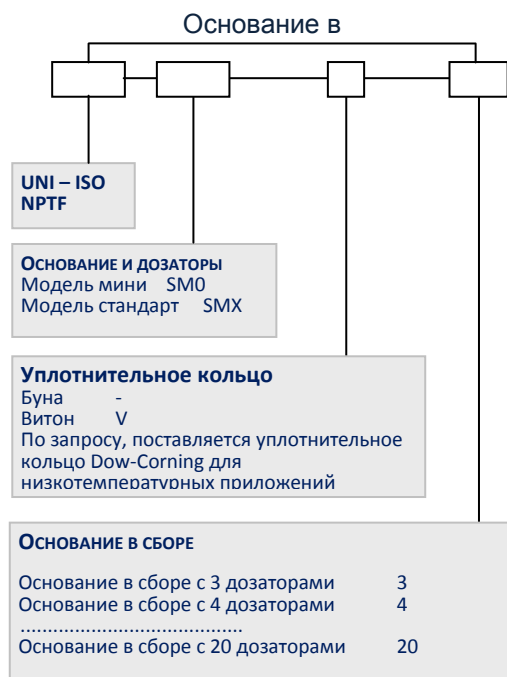 Основание в
UNI – ISO
NPTF
ОСНОВАНИЕ И ДОЗАТОРЫ
Модель мини SM0
Модель стандарт SMX
Уплотнительное кольцо
Буна -
Витон V
По запросу, поставляется уплотнительное
кольцо Dow-Corning для
низкотемпературных приложений
ОСНОВАНИЕ В СБОРЕ
Основание в сборе с 3 дозаторами 3
Основание в сборе с 4 дозаторами 4
.........................................
Основание в сборе с 20 дозаторами 20